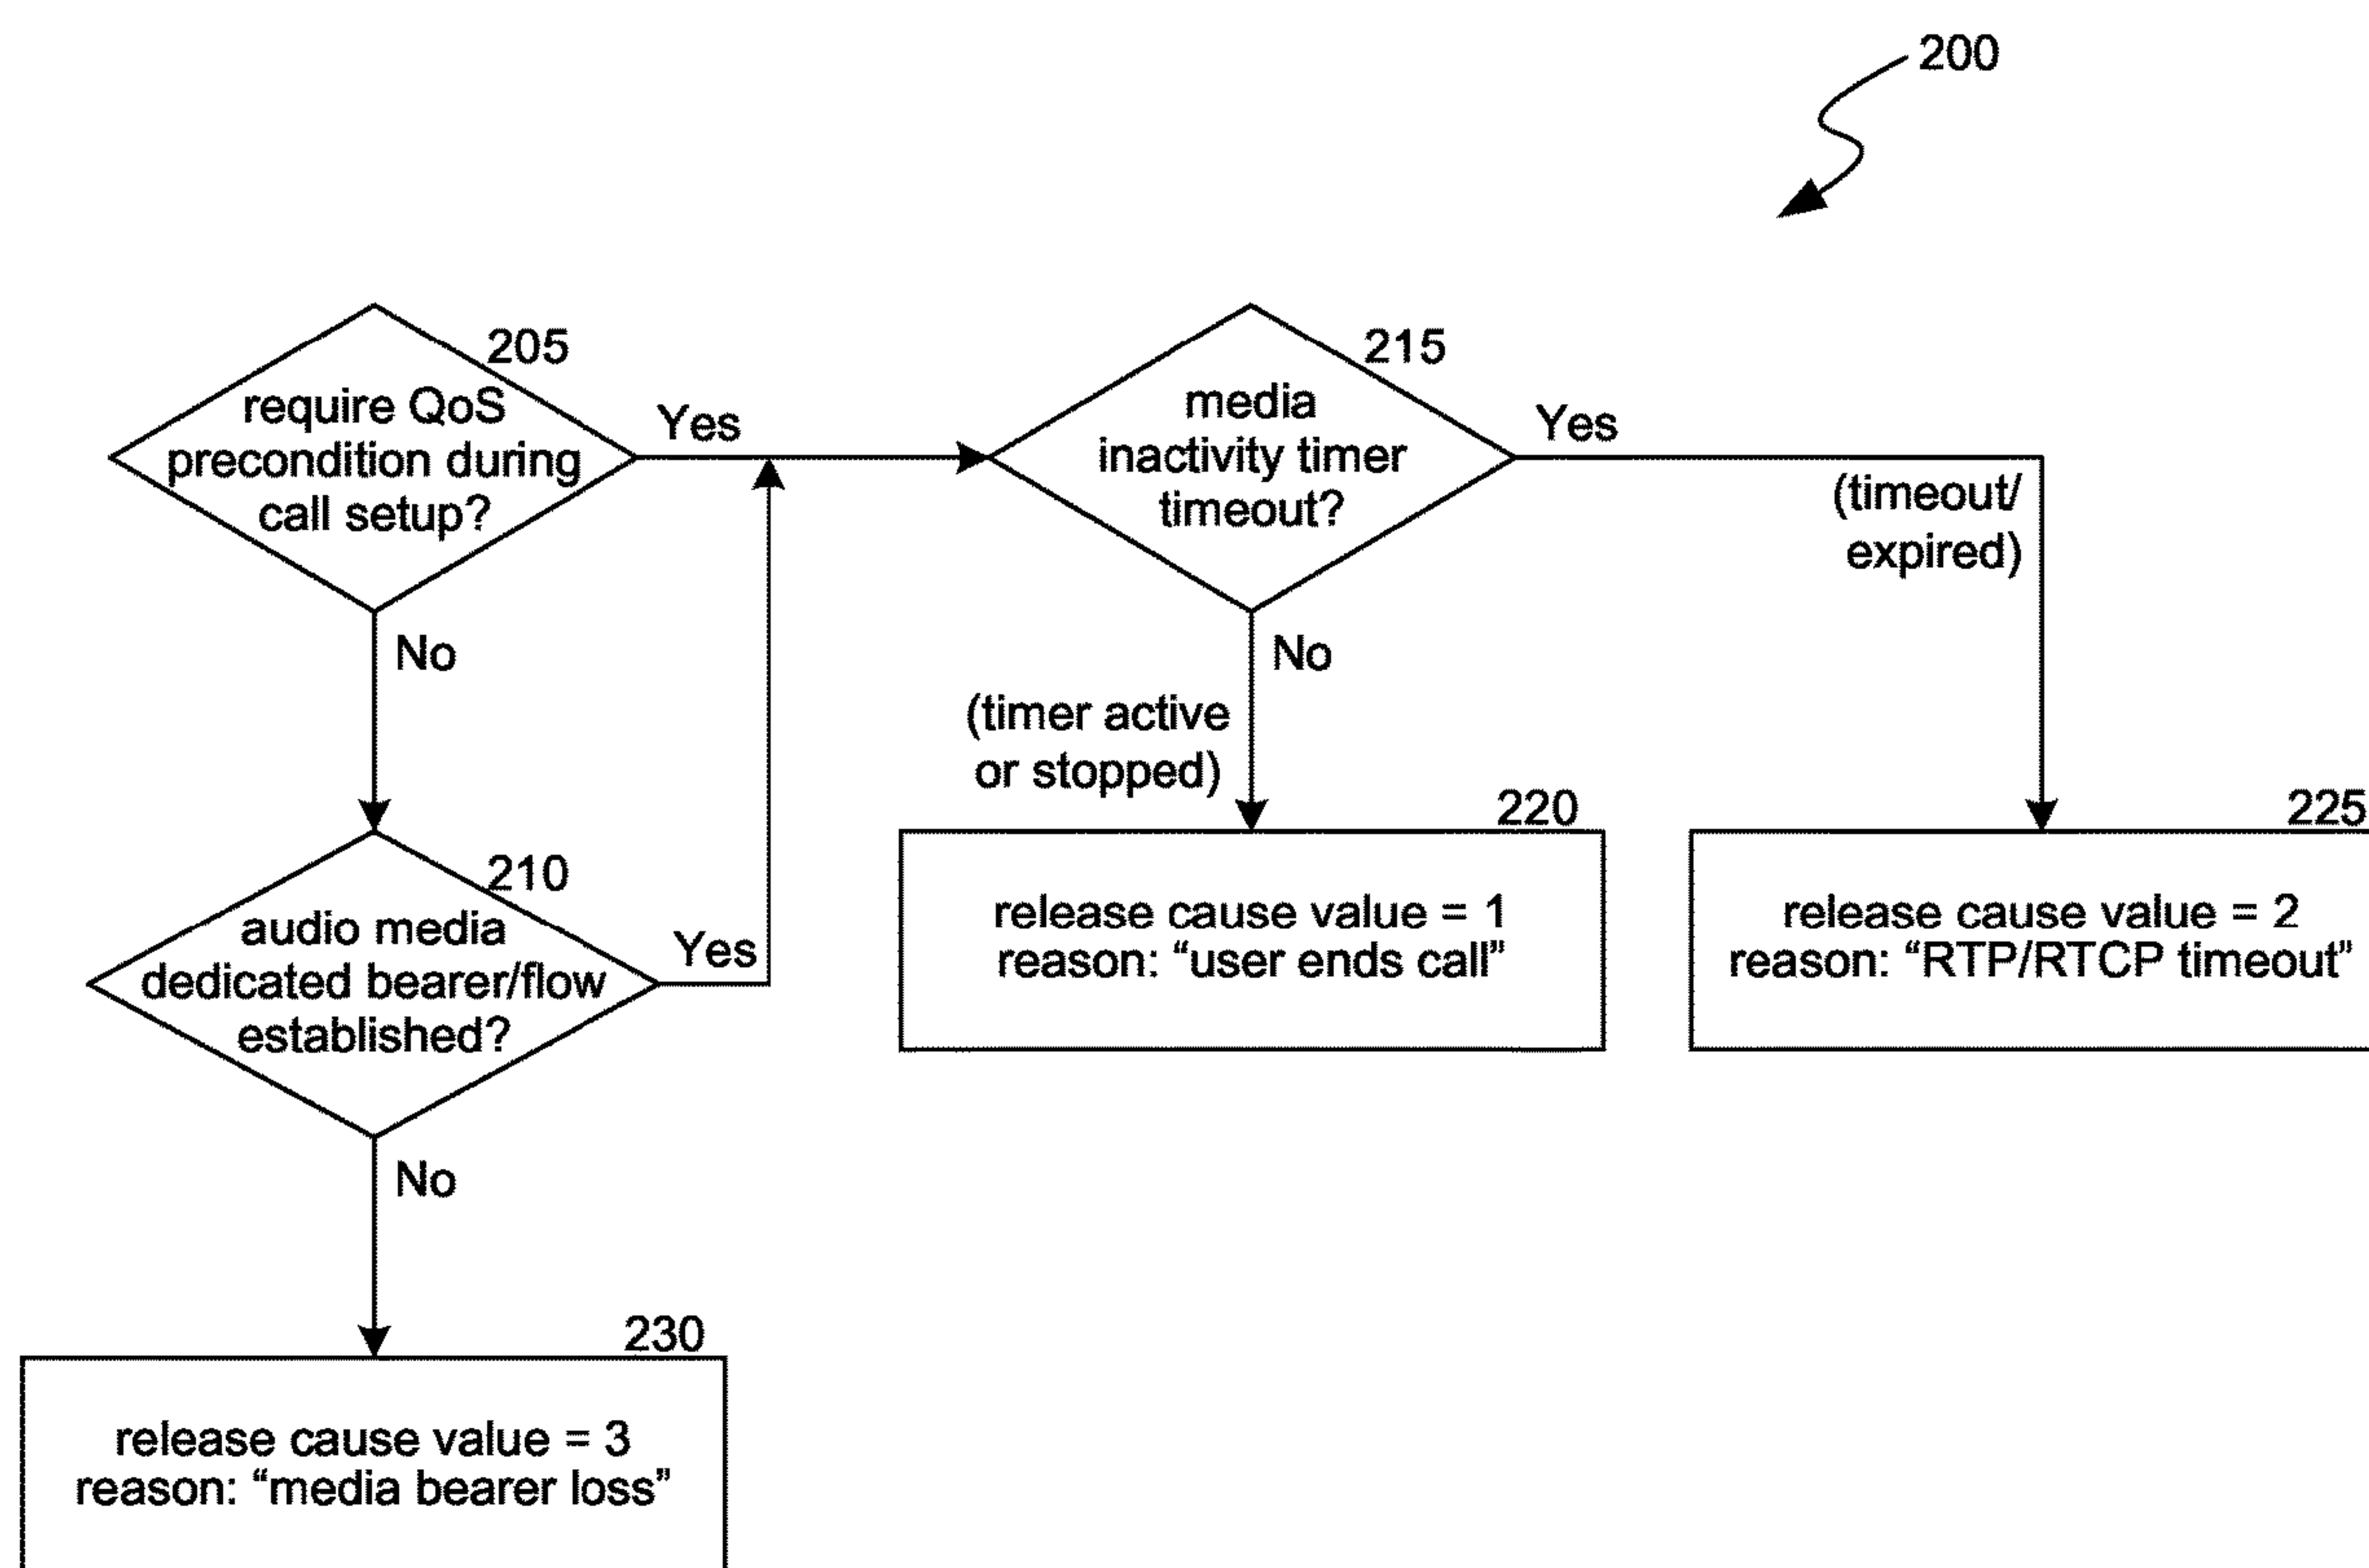 200
205
require QoS
precondition during
call setup?
Yes
No
215
media
inactivity timer
timeout?
Yes
(timeout/
expired)
No
(timer active
or stopped)
210
audio media
dedicated bearer/flow
established?
Yes
No
220
release cause value = 1
reason: “user ends call”
225
release cause value = 2
reason: “RTP/RTCP timeout”
230
release cause value = 3
reason: “media bearer loss”